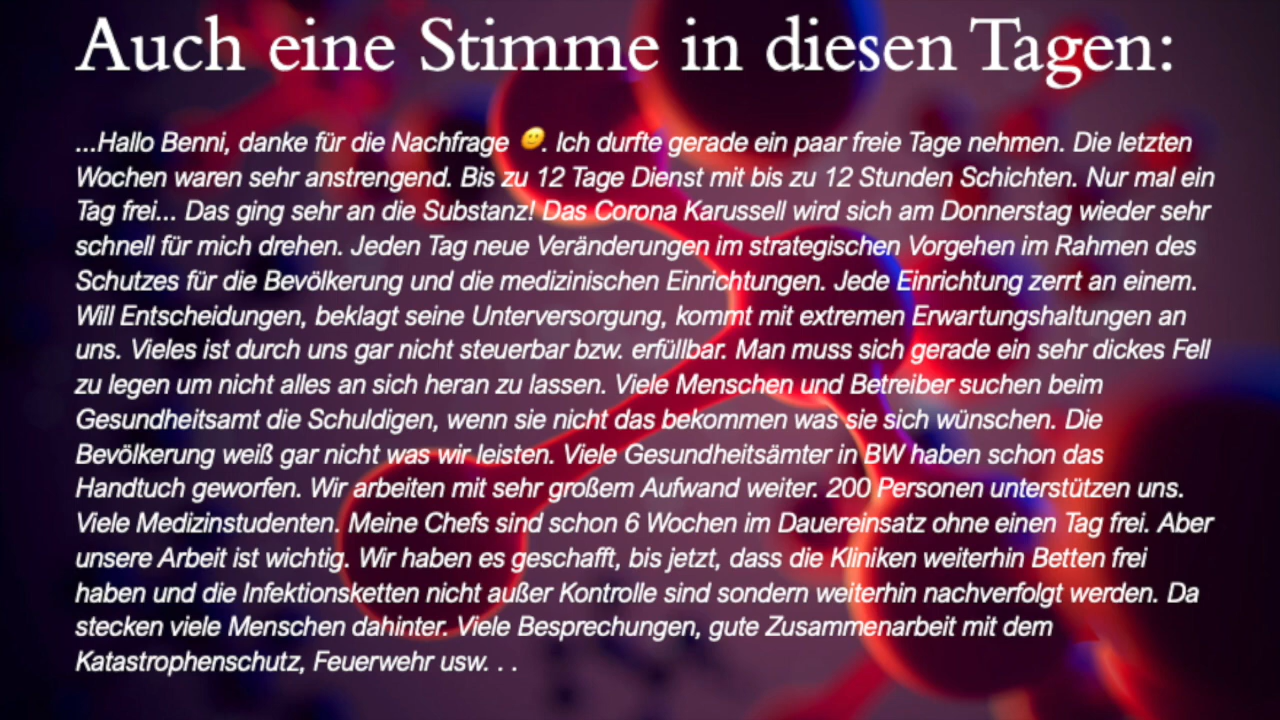 Auch eine Stimme in diesen Tagen:
...Hallo Benni, danke für die Nachfrage 🙂. Ich durfte gerade ein paar freie Tage nehmen. Die letzten
Wochen waren sehr anstrengend. Bis zu 12 Tage Dienst mit bis zu 12 Stunden Schichten. Nur mal ein
Tag frei... Das ging sehr an die Substanz! Das Corona Karussell wird sich am Donnerstag wieder sehr
schnell für mich drehen. Jeden Tag neue Veränderungen im strategischen Vorgehen im Rahmen des
Schutzes für die Bevölkerung und die medizinischen Einrichtungen. Jede Einrichtung zerrt an einem.
Will Entscheidungen, beklagt seine Unterversorgung, kommt mit extremen Erwartungshaltungen an
uns. Vieles ist durch uns gar nicht steuerbar bzw. erfüllbar. Man muss sich gerade ein sehr dickes Fell
zu legen um nicht alles an sich heran zu lassen. Viele Menschen und Betreiber suchen beim
Gesundheitsamt die Schuldigen, wenn sie nicht das bekommen was sie sich wünschen. Die
Bevölkerung weiß gar nicht was wir leisten. Viele Gesundheitsämter in BW haben schon das
Handtuch geworfen. Wir arbeiten mit sehr großem Aufwand weiter. 200 Personen unterstützen uns.
Viele Medizinstudenten. Meine Chefs sind schon 6 Wochen im Dauereinsatz ohne einen Tag frei. Aber
unsere Arbeit ist wichtig. Wir haben es geschafft, bis jetzt, dass die Kliniken weiterhin Betten frei
haben und die Infektionsketten nicht außer Kontrolle sind sondern weiterhin nachverfolgt werden. Da
stecken viele Menschen dahinter. Viele Besprechungen, gute Zusammenarbeit mit dem
Katastrophenschutz, Feuerwehr usw. . .